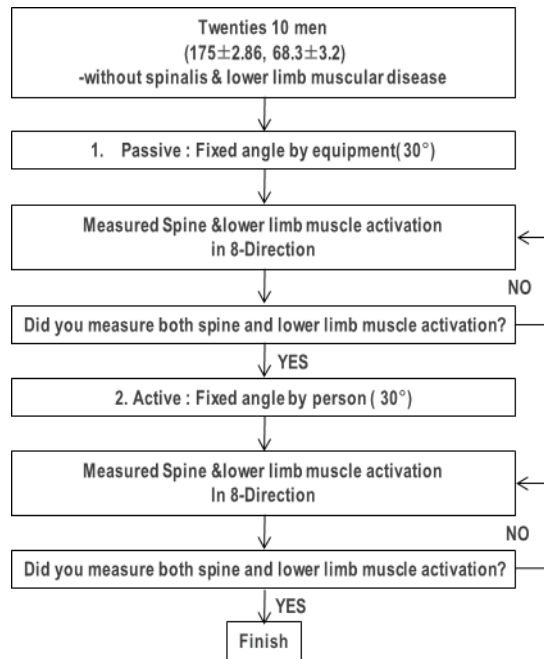 Twenties 10 men
(175±2.86, 68.3±3.2)
-without spinalis & lower limb muscular disease
1. Passive : Fixed angle by equipment(30°)
Measured Spine &lower limb muscle activation
in 8-Direction
NO
Did you measure both spine and lower limb muscle activation?
YES
2. Active : Fixed angle by person ( 30°)
Measured Spine &lower limb muscle activation
In 8-Direction
NO
Did you measure both spine and lower limb muscle activation?
YES
Finish